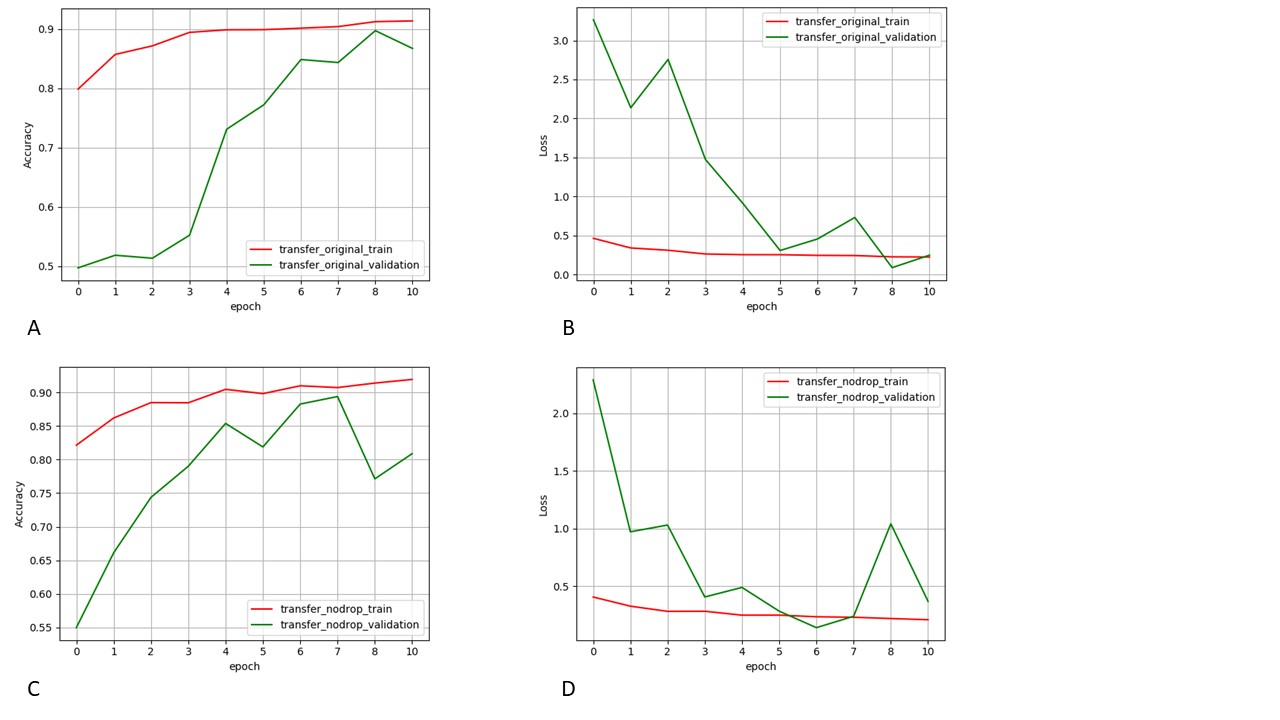 0.9
0.8
0.7
0.6
0.5
Accuracy
transfer_original_train
transfer_original_validation
0 1 2 3 4 5 6 7 8 10
epoch
A
3.0
2.5
2.0
1.5
1.0
0.5
0.0
Loss
transfer_original_train
transfer_original_validation
0 1 2 3 4 5 6 7 8 10
epoch
B
0.90
0.85
0.80
0.75
0.70
0.65
0.60
0.55
Accuracy
transfer_nodrop_train
transfer_nodrop_validation
0 1 2 3 4 5 6 7 8 10
epoch
C
2.0
1.5
1.0
0.5
Loss
transfer_nodrop_train
transfer_nodrop_validation
0 1 2 3 4 5 6 7 8 10
epoch
D